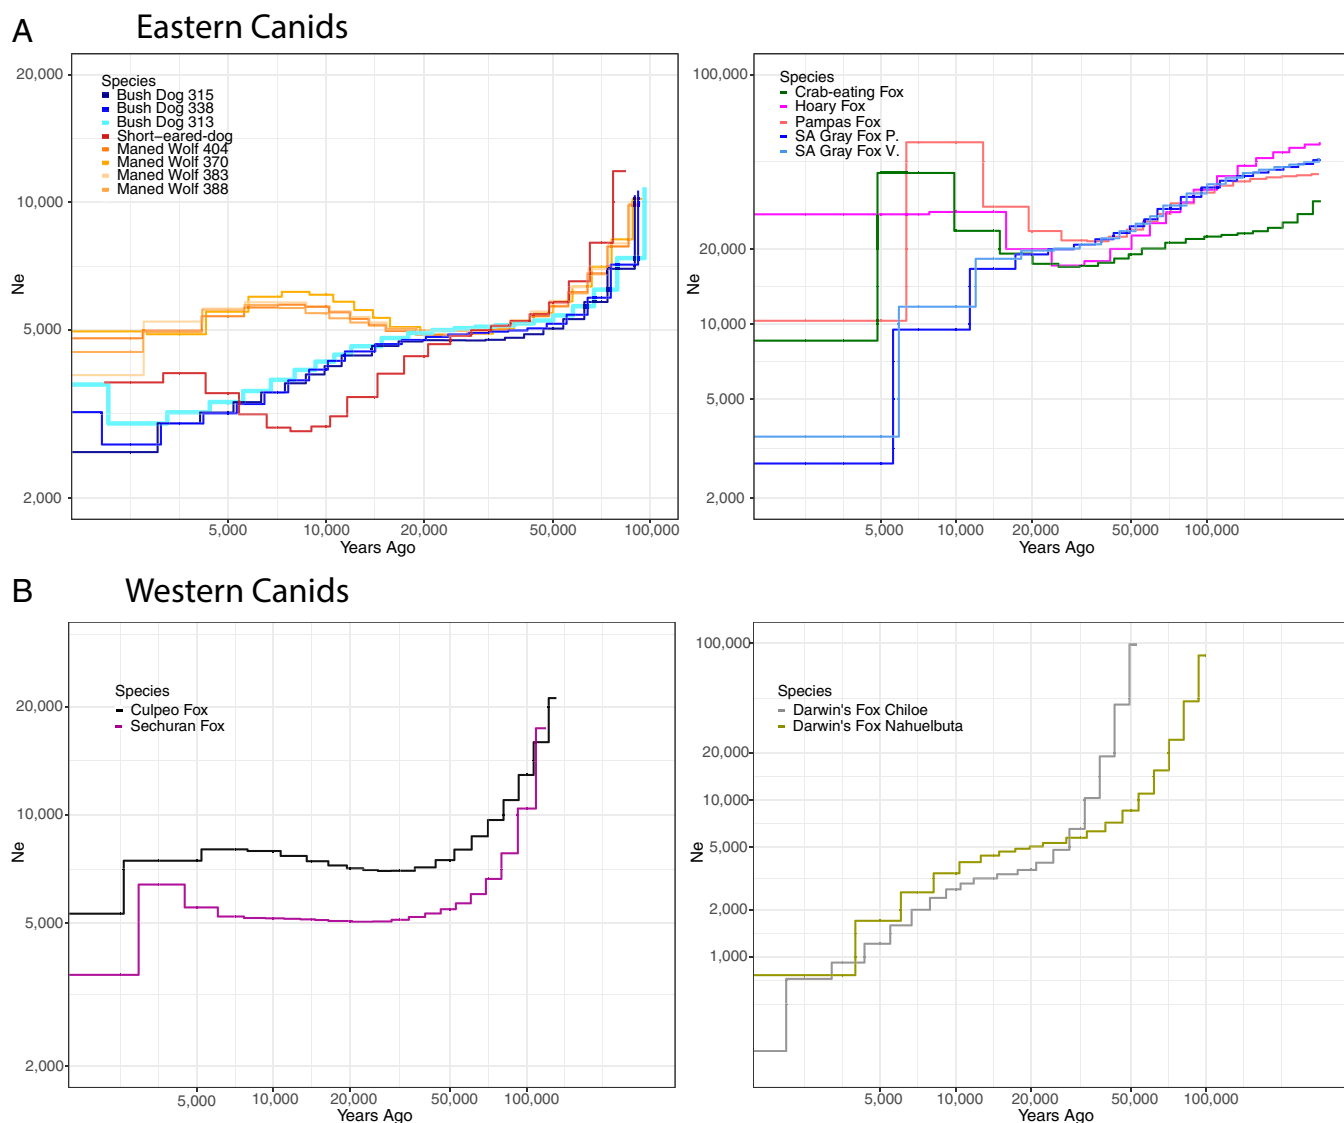 A
Eastern Canids
20,000
10,000
5,000
2,000
Ne
Species
Bush Dog 315
Bush Dog 338
Bush Dog 313
Short-eared-dog
Maned Wolf 404
Maned Wolf 370
Maned Wolf 383
Maned Wolf 388
5,000
10,000
20,000
50,000
100,000
Years Ago
100,000
20,000
10,000
5,000
2,000
Ne
Species
Crab-eating Fox
Hoary Fox
Pampas Fox
SA Gray Fox P.
SA Gray Fox V.
5,000
10,000
20,000
50,000
100,000
Years Ago
B
Western Canids
20,000
10,000
5,000
2,000
Ne
Species
Culpeo Fox
Sechuran Fox
5,000
10,000
20,000
50,000
100,000
Years Ago
100,000
20,000
10,000
5,000
2,000
1,000
Ne
Species
Darwin's Fox Chiloe
Darwin's Fox Nahuelbuta
5,000
10,000
20,000
50,000
100,000
Years Ago